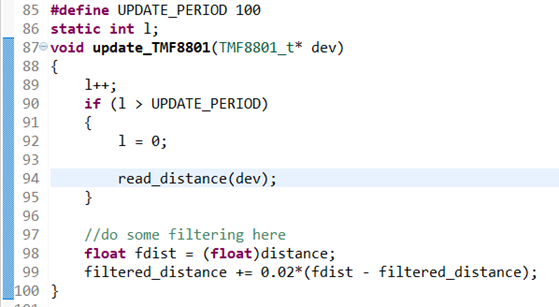 85 #define UPDATE_PERIOD 100
86 static int l;
87 void update_TMF8801(TMF8801_t* dev)
88 {
89     l++;
90     if (l > UPDATE_PERIOD)
91     {
92         l = 0;
93
94         read_distance(dev);
95     }
96
97     //do some filtering here
98     float fdist = (float)distance;
99     filtered_distance += 0.02*(fdist - filtered_distance);
100 }